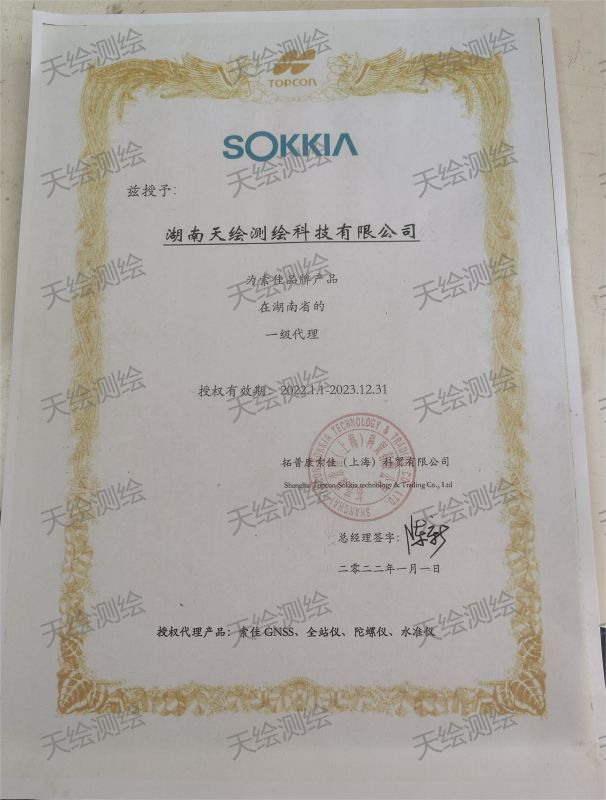 TOPCON
SOKKIA
兹授予：
湖南天绘测绘科技有限公司
为索佳品牌产品
在湖南省的
一级代理
授权有效期：2022.1.1-2023.12.31
拓普康索佳（上海）科贸有限公司
Shanghai Topcon-Sokkia technology & Trading Co., Ltd
总经理签字：
二零二二年一月一日
授权代理产品：索佳 GNSS、全站仪、陀螺仪、水准仪
天绘测绘